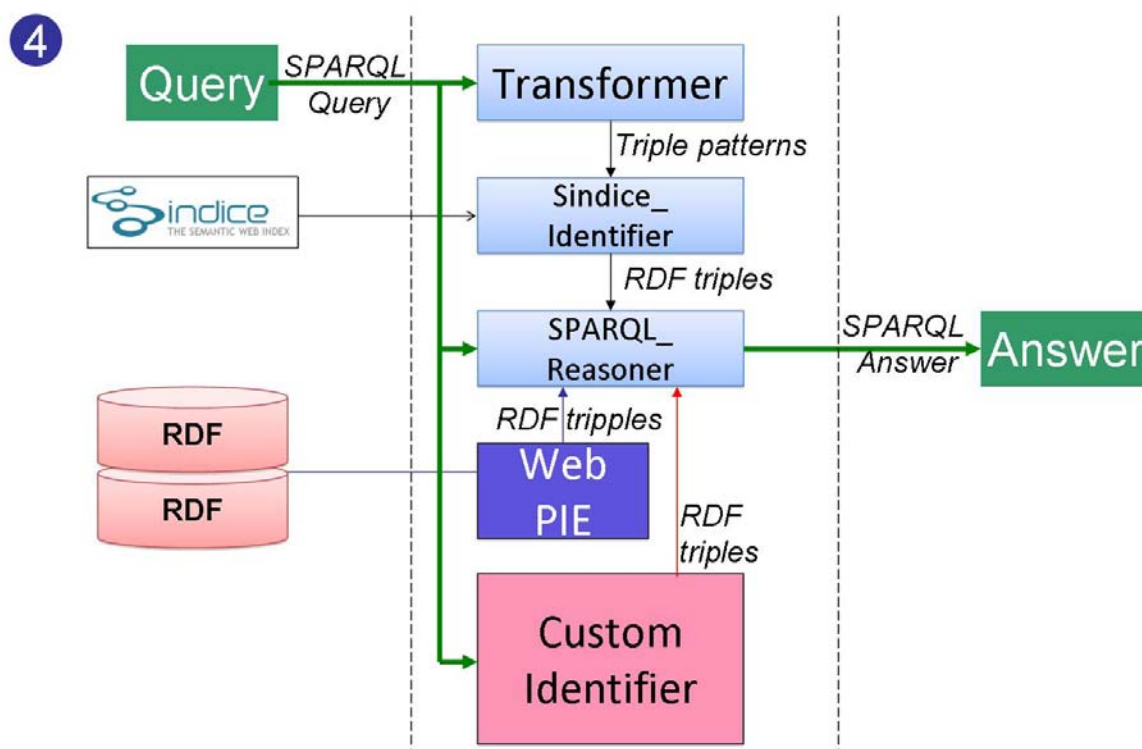 4
Query
SPARQL
Query
Transformer
Triple patterns
indice
THE SEMANTIC WEB INDEX
Sindice_
Identifier
RDF triples
SPARQL_
Reasoner
SPARQL
Answer
Answer
RDF tripples
RDF
RDF
Web
PIE
RDF
triples
Custom
Identifier